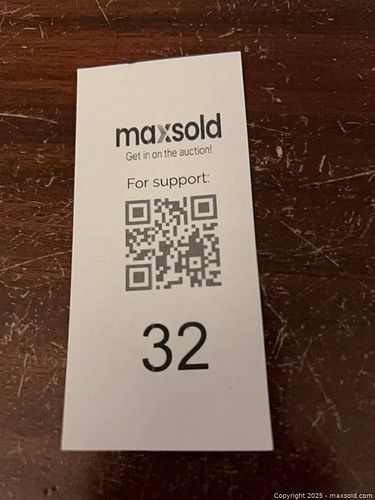 maxsold
Get in on the auction!
For support:
32
Copyright © 2025 - maxsold.com